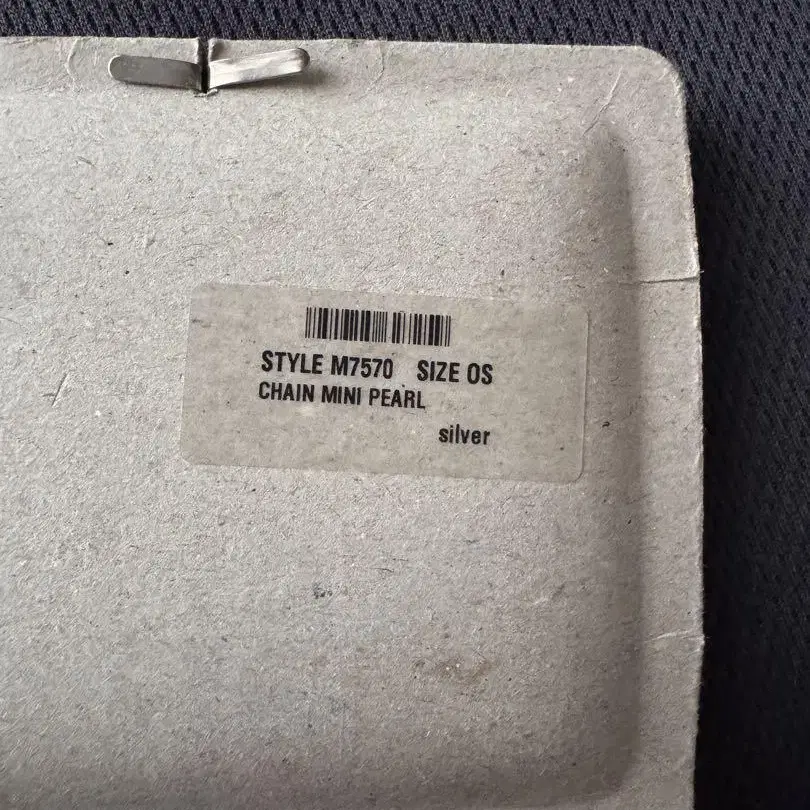 STYLE M7570 SIZE OS
CHAIN MINI PEARL
silver